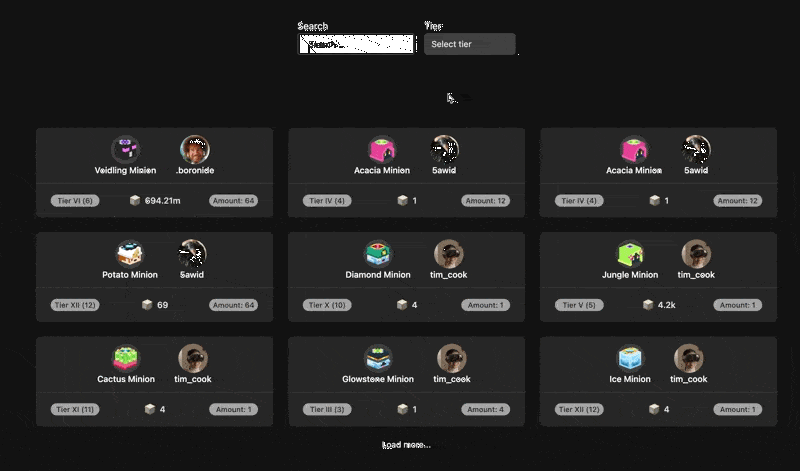 Search
Tier
Search...
Select tier
Voidling Minion
.boronide
Tier VI (6)
694.21m
Amount: 64
Acacia Minion
5awid
Tier IV (4)
1
Amount: 12
Acacia Minion
5awid
Tier IV (4)
1
Amount: 12
Potato Minion
5awid
Tier XII (12)
69
Amount: 64
Diamond Minion
tim_cook
Tier X (10)
4
Amount: 1
Jungle Minion
tim_cook
Tier V (5)
4.2k
Amount: 1
Cactus Minion
tim_cook
Tier XI (11)
4
Amount: 1
Glowstone Minion
tim_cook
Tier III (3)
1
Amount: 4
Ice Minion
tim_cook
Tier XII (12)
4
Amount: 1
Load more...